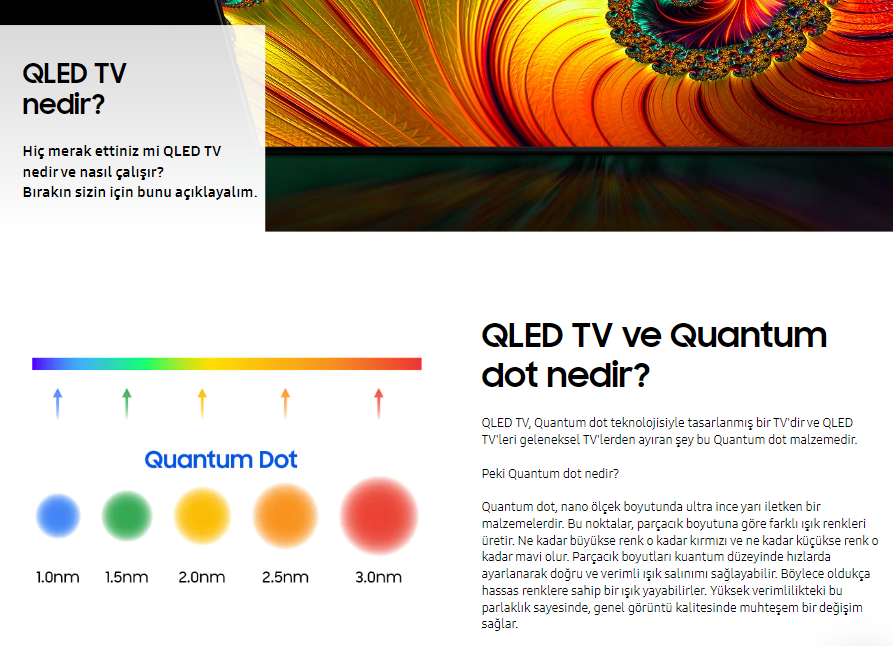 QLED TV
nedir?
Hiç merak ettiniz mi QLED TV
nedir ve nasıl çalışır?
Bırakın sizin için bunu açıklayalım.
Quantum Dot
1.0nm 1.5nm 2.0nm 2.5nm 3.0nm
QLED TV ve Quantum
dot nedir?
QLED TV, Quantum dot teknolojisiyle tasarlanmış bir TV'dir ve QLED
TV'leri geleneksel TV'lerden ayıran şey bu Quantum dot malzemedir.
Peki Quantum dot nedir?
Quantum dot, nano ölçek boyutunda ultra ince yarı iletken bir
malzemelerdir. Bu noktalar, parçacık boyutuna göre farklı ışık renkleri
üretir. Ne kadar büyükse renk o kadar kırmızı ve ne kadar küçükse renk o
kadar mavi olur. Parçacık boyutları kuantum düzeyinde hızlarda
ayarlanarak doğru ve verimli ışık salınımı sağlayabilir. Böylece oldukça
hassas renklere sahip bir ışık yayabilirler. Yüksek verimlilikteki bu
parlaklık sayesinde, genel görüntü kalitesinde muhteşem bir değişim
sağlar.